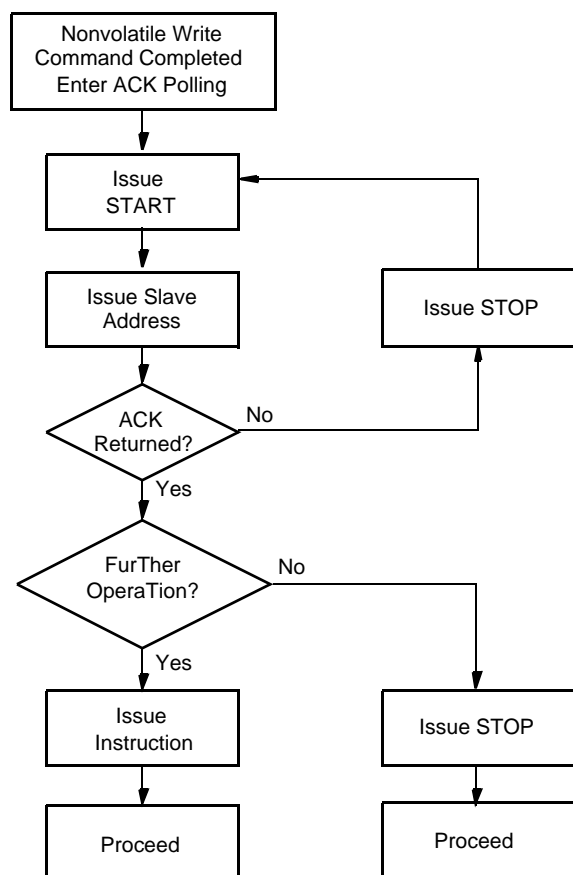 Nonvolatile Write
Command Completed
Enter ACK Polling
Issue
START
Issue Slave
Address
Issue STOP
ACK
Returned?
No
Yes
FurTher
OperaTion?
No
Yes
Issue
Instruction
Issue STOP
Proceed
Proceed